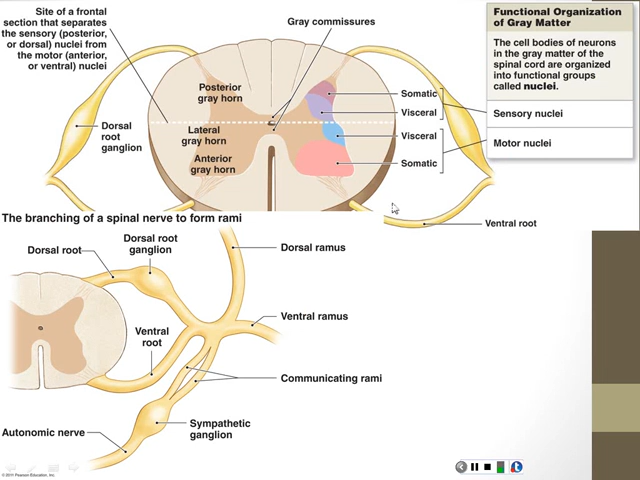 Site of a frontal
section that separates
the sensory (posterior,
or dorsal) nuclei from
the motor (anterior,
or ventral) nuclei
Gray commissures
Functional Organization
of Gray Matter
The cell bodies of neurons
in the gray matter of the
spinal cord are organized
into functional groups
called nuclei.
Posterior
gray horn
Somatic
Visceral
Sensory nuclei
Dorsal
root
ganglion
Lateral
gray horn
Visceral
Motor nuclei
Anterior
gray horn
Somatic
Ventral root
The branching of a spinal nerve to form rami
Dorsal root
Dorsal root
ganglion
Dorsal ramus
Ventral ramus
Ventral
root
Communicating rami
Sympathetic
ganglion
Autonomic nerve
© 2011 Pearson Education, Inc.